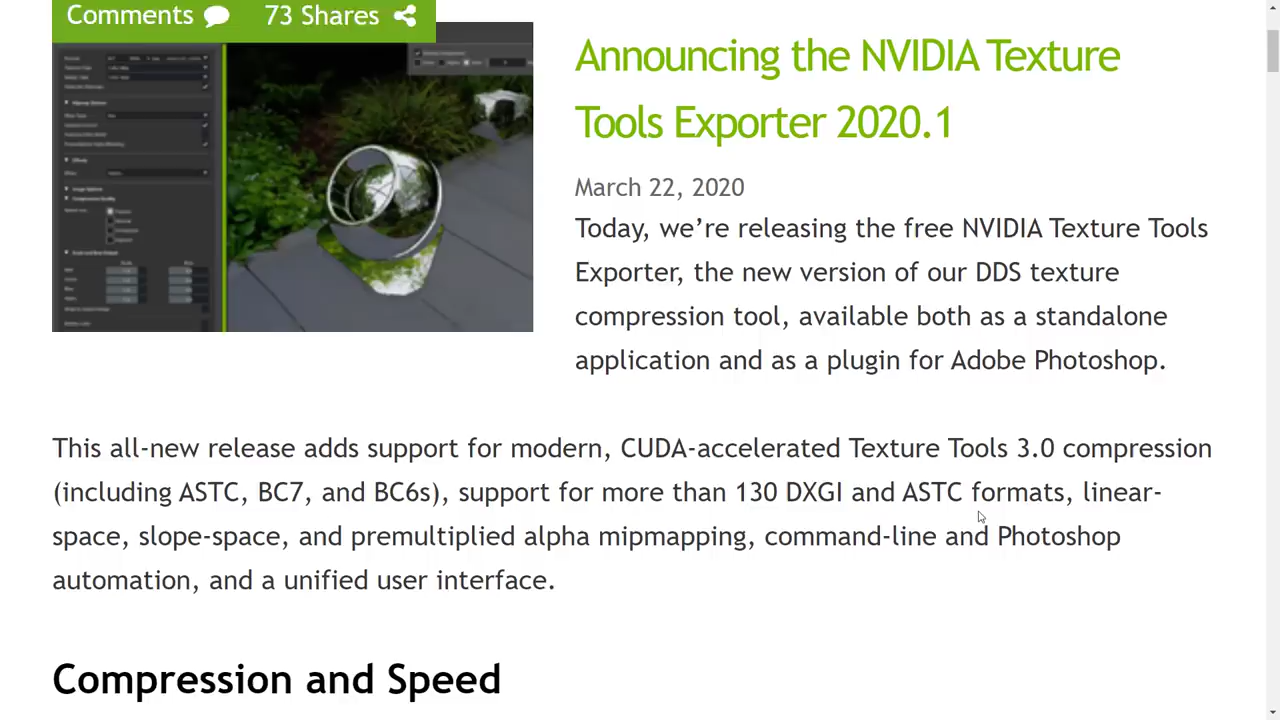 Comments 73 Shares
Announcing the NVIDIA Texture
Tools Exporter 2020.1
March 22, 2020
Today, we’re releasing the free NVIDIA Texture Tools
Exporter, the new version of our DDS texture
compression tool, available both as a standalone
application and as a plugin for Adobe Photoshop.
This all-new release adds support for modern, CUDA-accelerated Texture Tools 3.0 compression
(including ASTC, BC7, and BC6s), support for more than 130 DXGI and ASTC formats, linear-
space, slope-space, and premultiplied alpha mipmapping, command-line and Photoshop
automation, and a unified user interface.
Compression and Speed